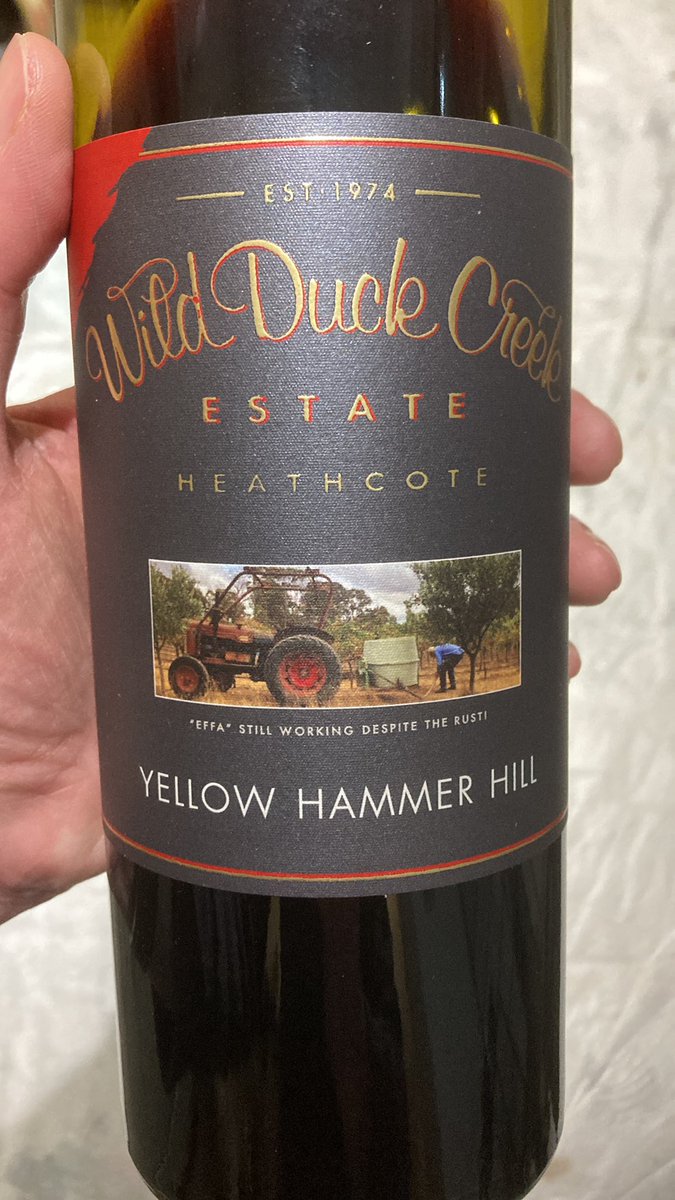 EST 1974
Wild Duck Creek
ESTATE
HEATHCOTE
"EFFA" STILL WORKING DESPITE THE RUST!
YELLOW HAMMER HILL